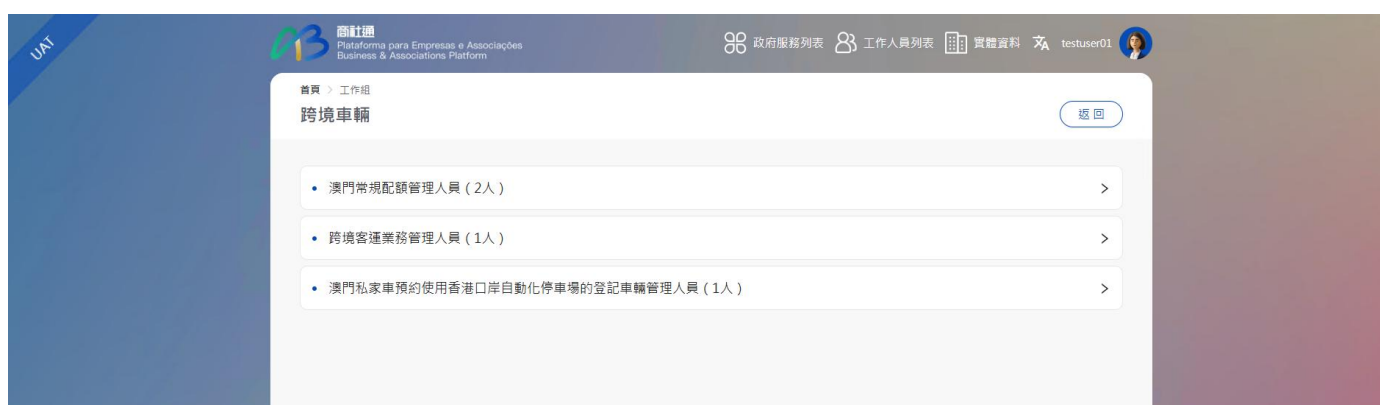 UAT
商社通
Plataforma para Empresas e Associações
Business & Associations Platform
政府服務列表 工作人員列表 實體資料 testuser01
首頁 > 工作組
跨境車輛
返回
• 澳門常規配額管理人員（2人）
• 跨境客運業務管理人員（1人）
• 澳門私家車預約使用香港口岸自動化停車場的登記車輛管理人員（1人）